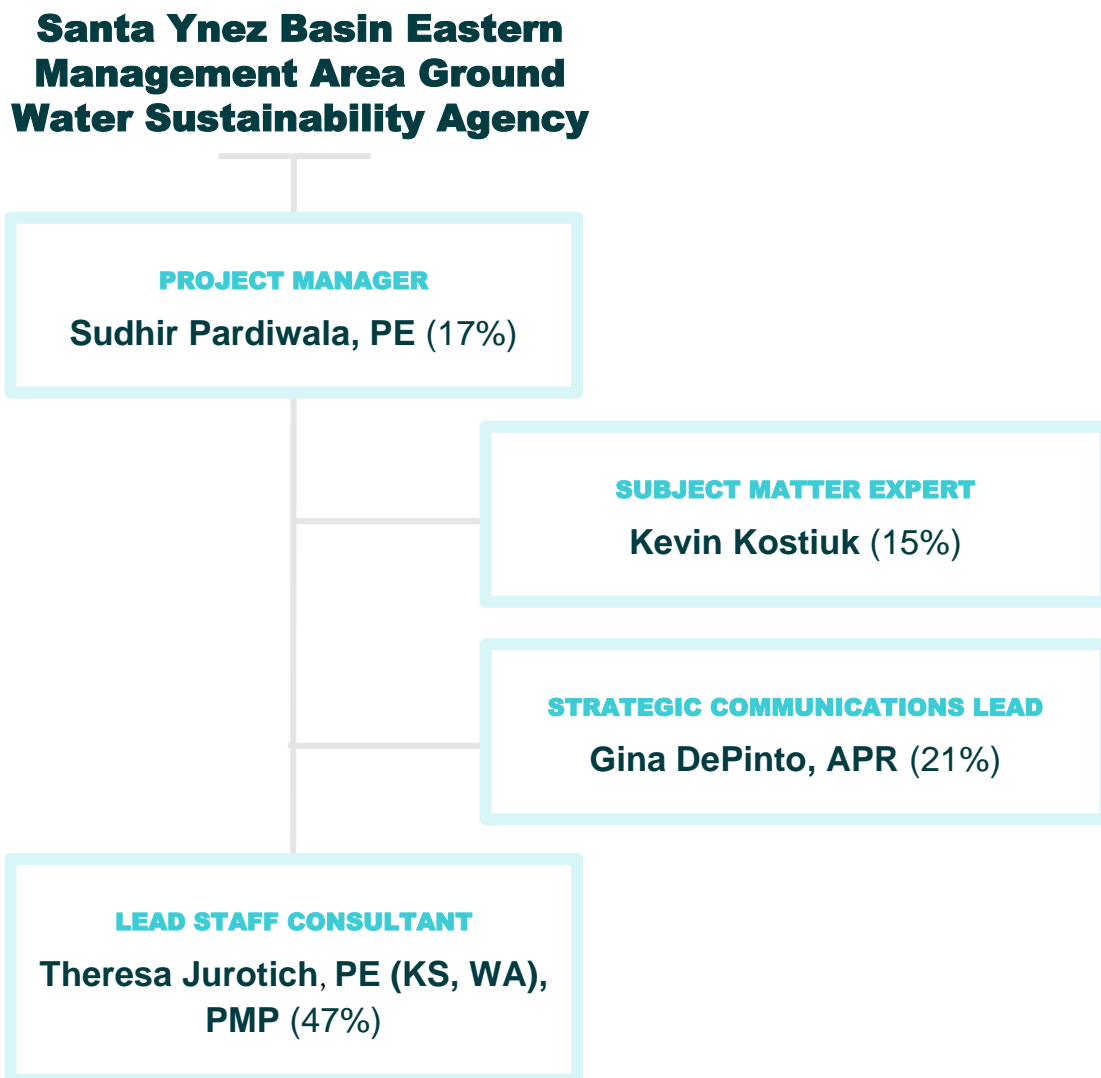 Santa Ynez Basin Eastern
Management Area Ground
Water Sustainability Agency
PROJECT MANAGER
Sudhir Pardiwala, PE (17%)
SUBJECT MATTER EXPERT
Kevin Kostiuk (15%)
STRATEGIC COMMUNICATIONS LEAD
Gina DePinto, APR (21%)
LEAD STAFF CONSULTANT
Theresa Jurotich, PE (KS, WA),
PMP (47%)